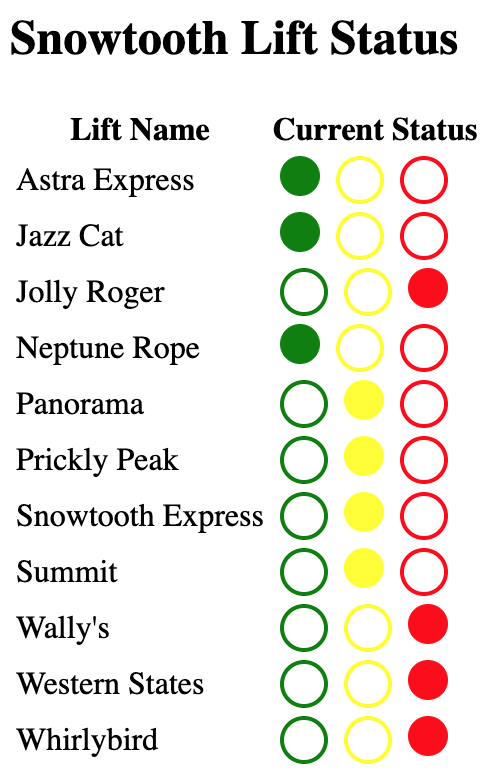 Snowtooth Lift Status
Lift Name Current Status
Astra Express
Jazz Cat
Jolly Roger
Neptune Rope
Panorama
Prickly Peak
Snowtooth Express
Summit
Wally's
Western States
Whirlybird